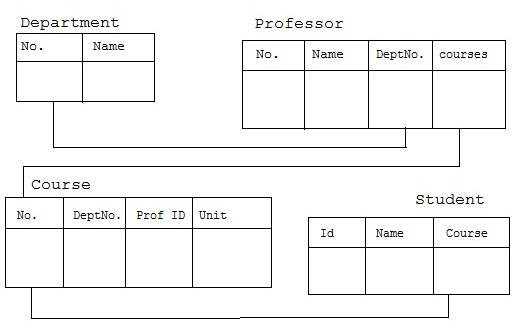 Department
No. Name
Professor
No. Name DeptNo. courses
Course
No. DeptNo. Prof ID Unit
Student
Id Name Course